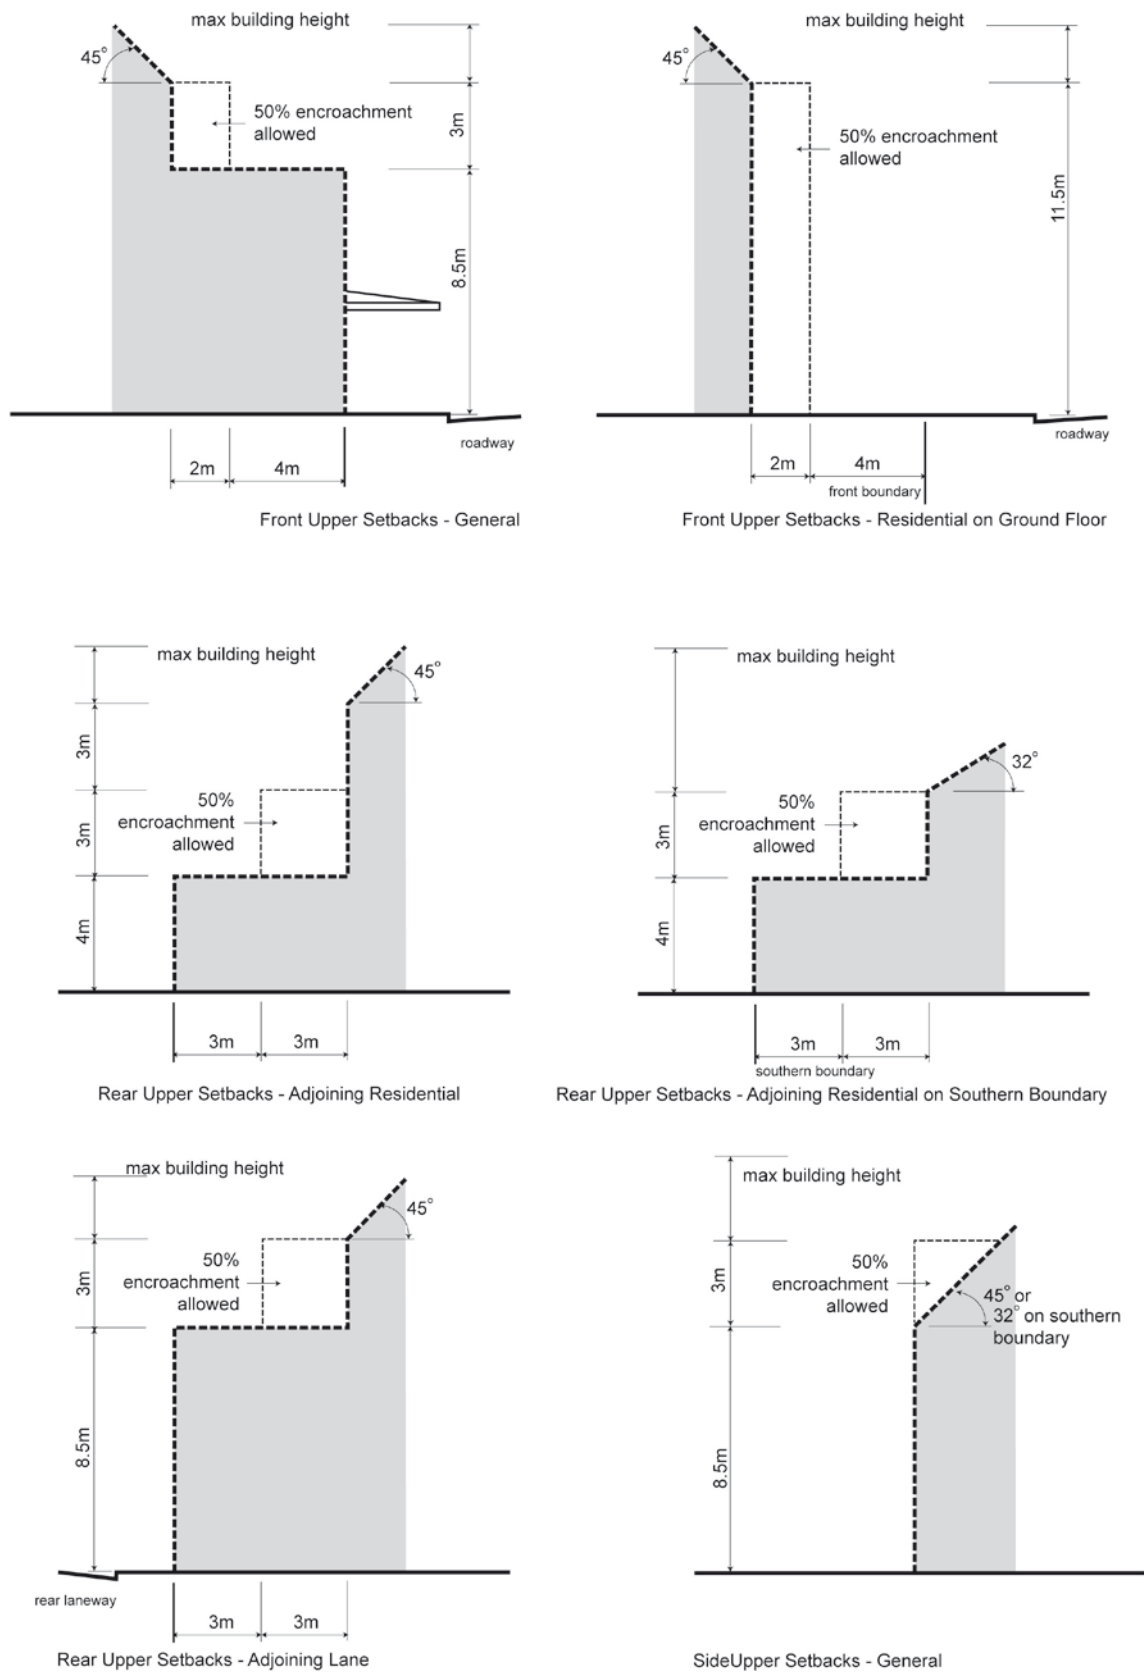 max building height
45°
50% encroachment
allowed
3m
8.5m
roadway
2m
4m
Front Upper Setbacks - General
max building height
45°
50% encroachment
allowed
11.5m
roadway
2m
4m
front boundary
Front Upper Setbacks - Residential on Ground Floor
max building height
45°
3m
50%
encroachment
allowed
3m
4m
3m
3m
Rear Upper Setbacks - Adjoining Residential
max building height
32°
50%
encroachment
allowed
3m
4m
3m
3m
southern boundary
Rear Upper Setbacks - Adjoining Residential on Southern Boundary
max building height
45°
50%
encroachment
allowed
3m
8.5m
rear laneway
3m
3m
Rear Upper Setbacks - Adjoining Lane
max building height
50%
encroachment
allowed
3m
45° or
32° on southern
boundary
8.5m
SideUpper Setbacks - General